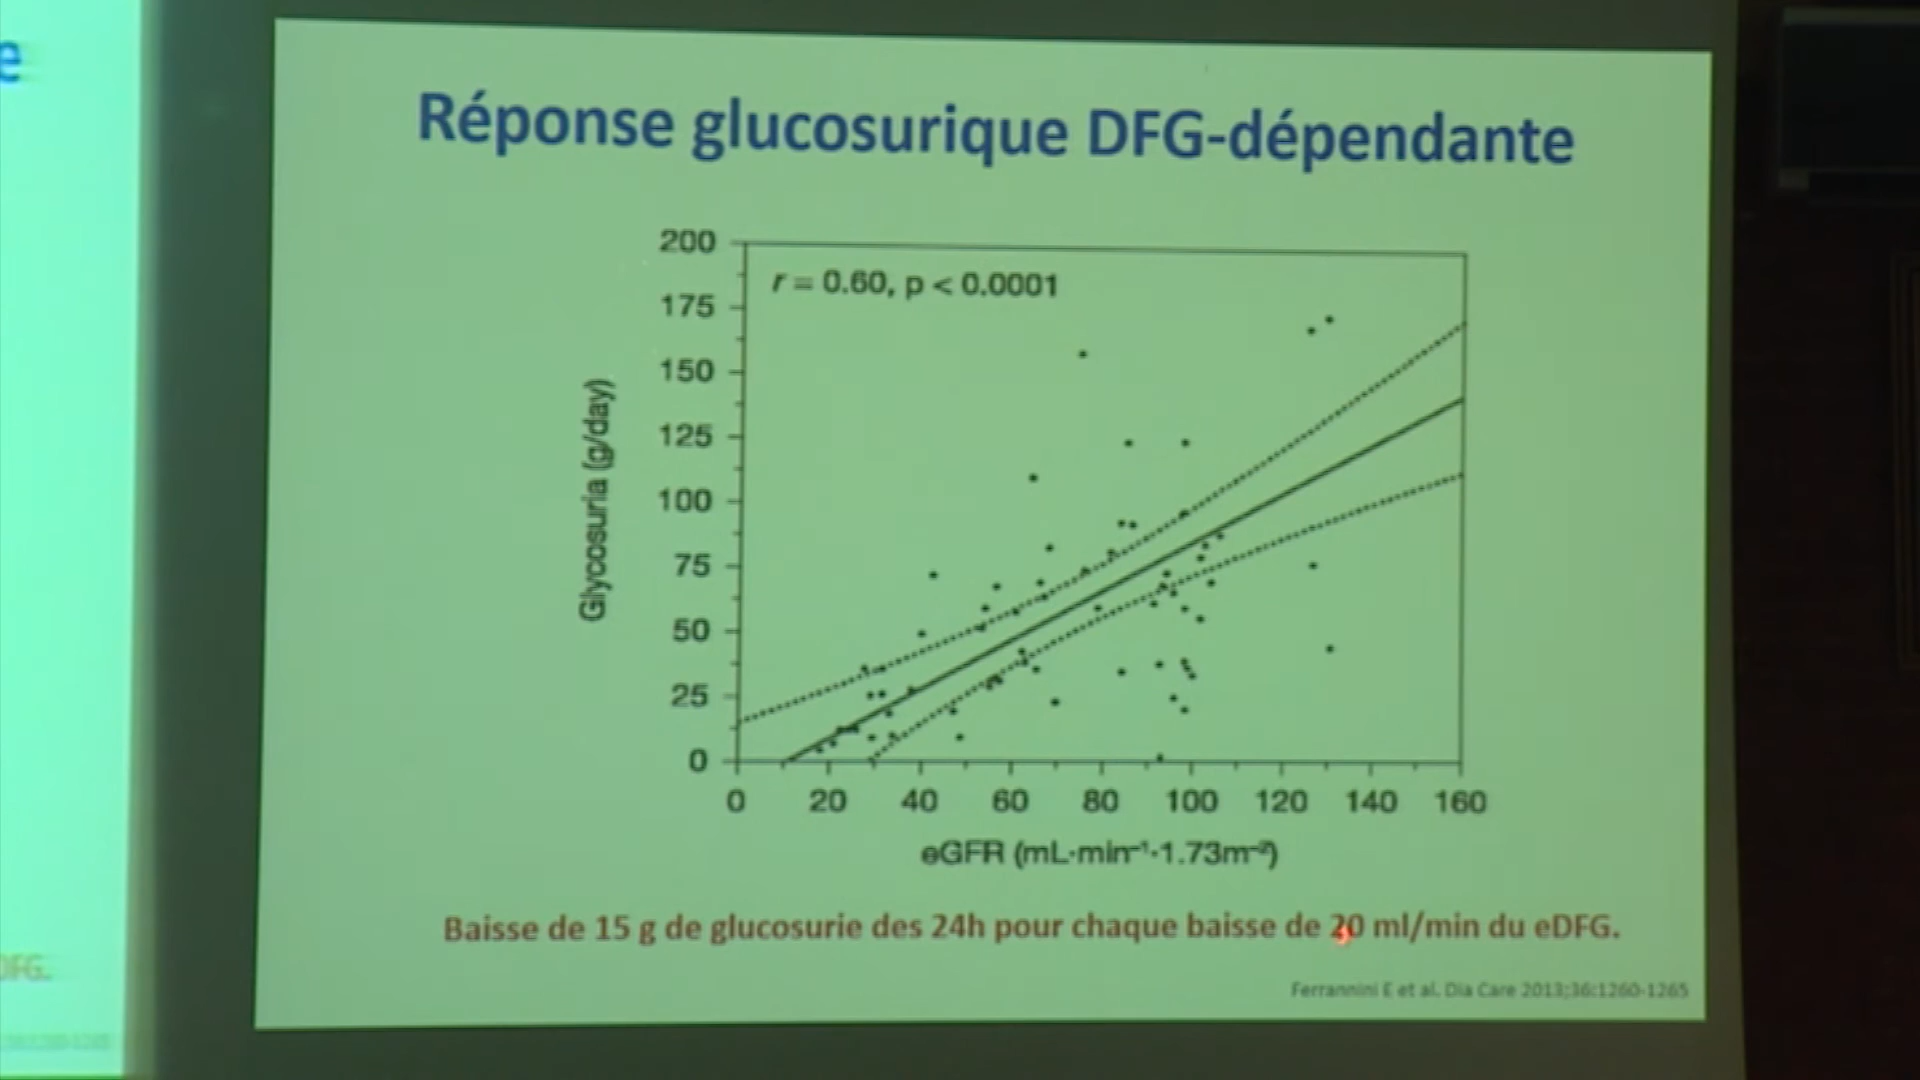 e
Réponse glucosurique DFG-dépendante
200
175
150
125
100
75
50
25
0
r = 0.60, p < 0.0001
Glycosuria (g/day)
0 20 40 60 80 100 120 140 160
eGFR (mL·min⁻¹·1.73m⁻²)
Baisse de 15 g de glucosurie des 24h pour chaque baisse de 20 ml/min du eDFG.
DFG.
Ferrannini E et al. Dia Care 2013;36:1260-1265